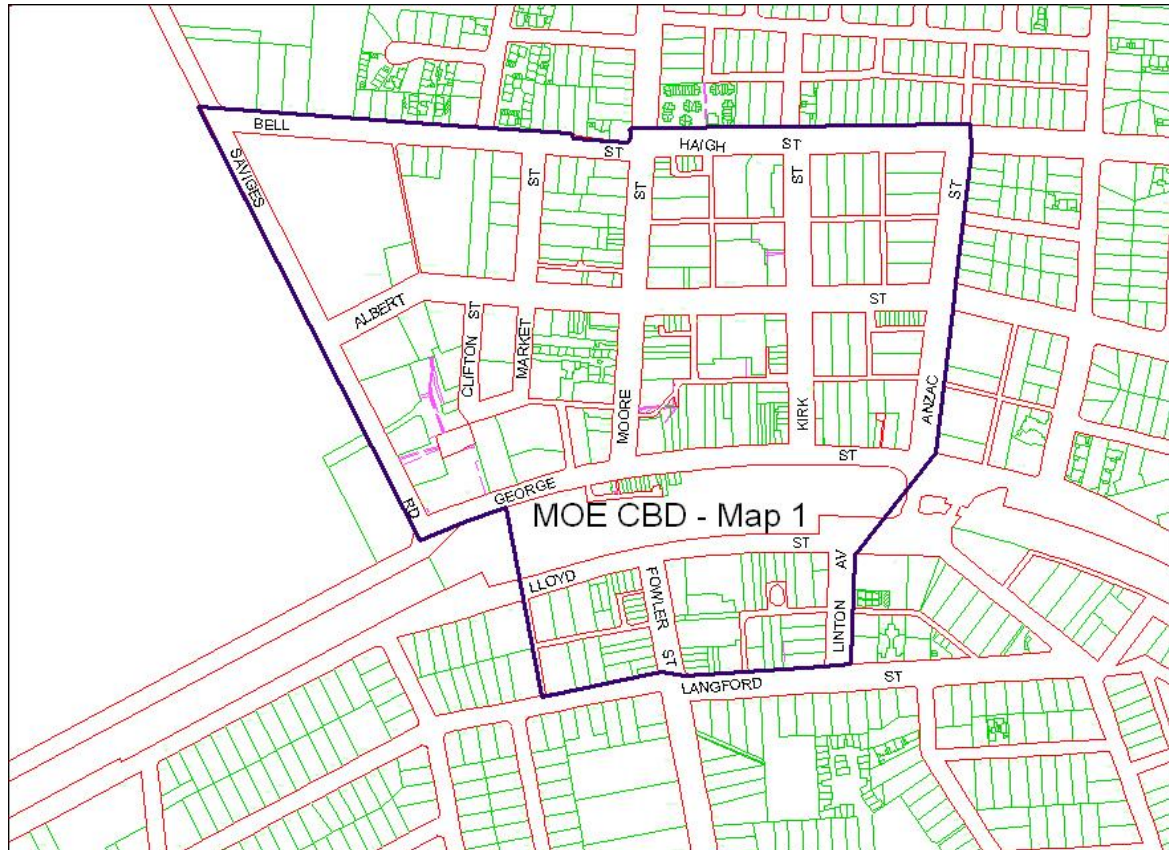 BELL
ST
HAIGH
ST
SAVIGES
ST
ST
ST
ST
ALBERT
ST
CLIFTON
ST
MARKET
MOORE
KIRK
ANZAC
GEORGE
ST
RD
MOE CBD - Map 1
LLOYD
ST
FOWLER
ST
LINTON
AV
LANGFORD
ST